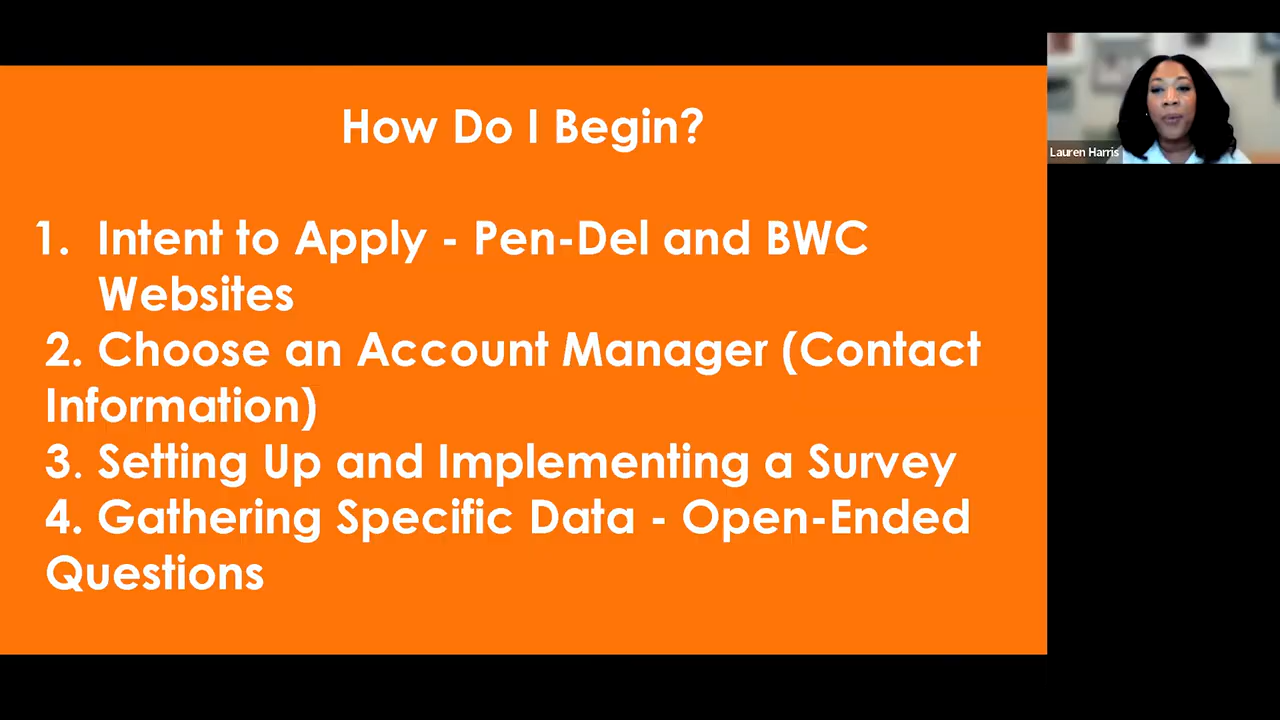 How Do I Begin?
1. Intent to Apply - Pen-Del and BWC
Websites
2. Choose an Account Manager (Contact
Information)
3. Setting Up and Implementing a Survey
4. Gathering Specific Data - Open-Ended
Questions
Lauren Harris